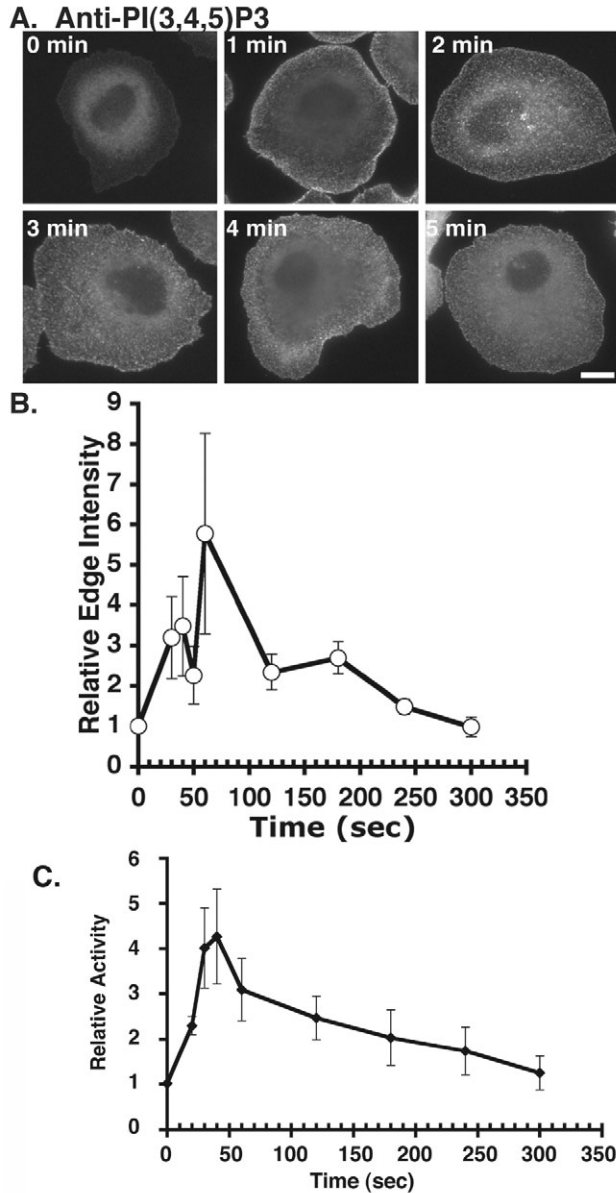 A. Anti-PI(3,4,5)P3
0 min
1 min
2 min
3 min
4 min
5 min
B.
Relative Edge Intensity
9
8
7
6
5
4
3
2
1
0
0 50 100 150 200 250 300 350
Time (sec)
C.
Relative Activity
6
5
4
3
2
1
0
0 50 100 150 200 250 300 350
Time (sec)